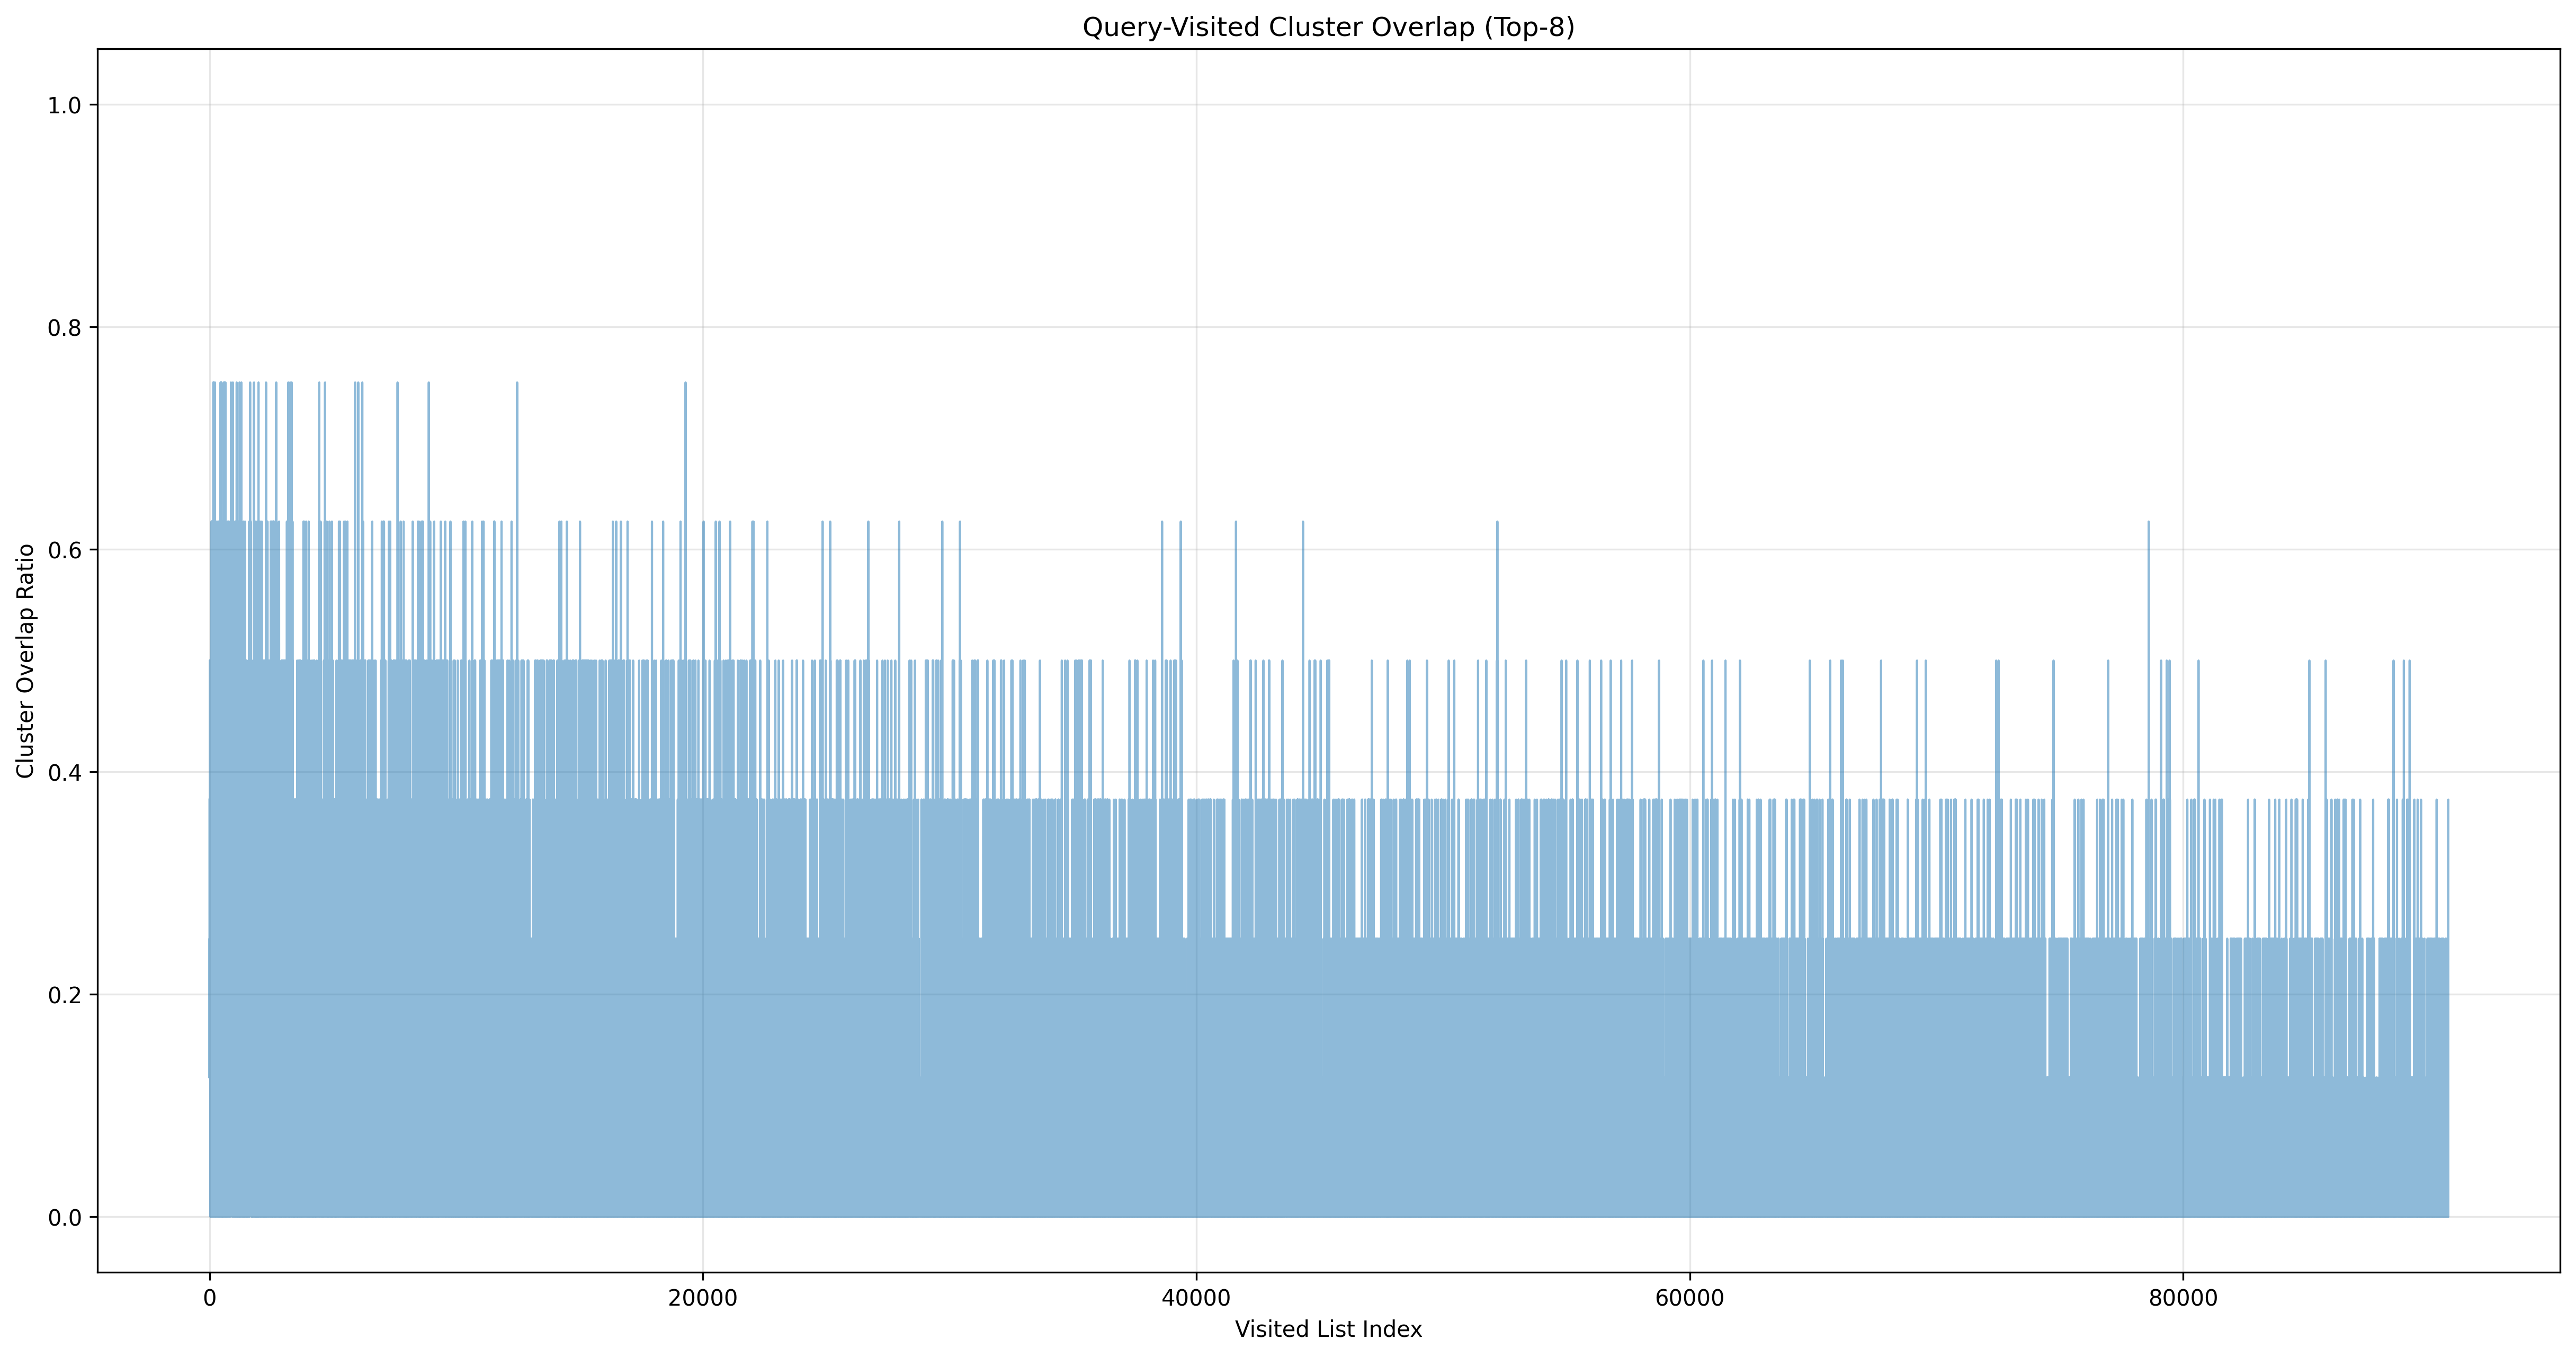 Query-Visited Cluster Overlap (Top-8)
1.0
0.8
0.6
0.4
0.2
0.0
Cluster Overlap Ratio
0 20000 40000 60000 80000
Visited List Index